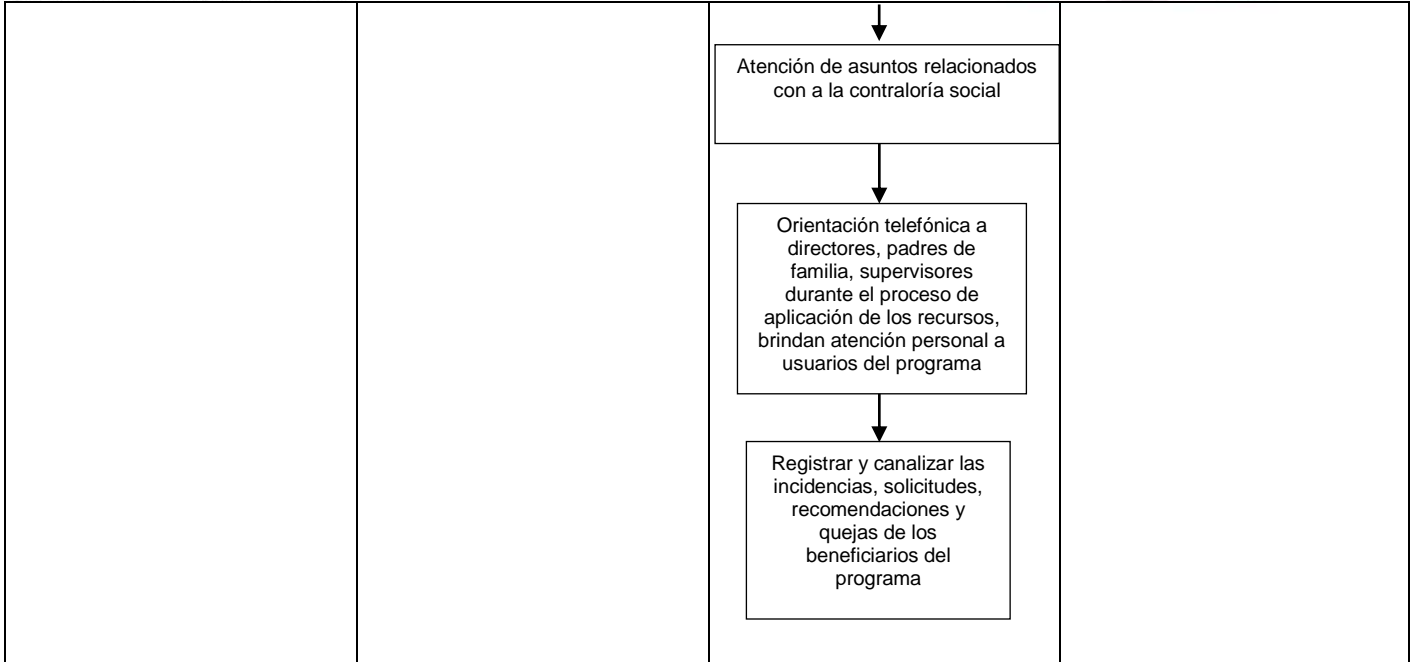 Atención de asuntos relacionados
con a la contraloría social
Orientación telefónica a
directores, padres de
familia, supervisores
durante el proceso de
aplicación de los recursos,
brindan atención personal a
usuarios del programa
Registrar y canalizar las
incidencias, solicitudes,
recomendaciones y
quejas de los
beneficiarios del
programa